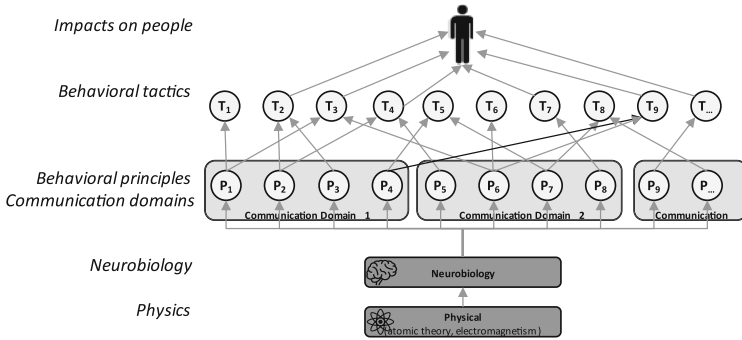 Impacts on people
Behavioral tactics
T1 T2 T3 T4 T5 T6 T7 T8 T9 T...
Behavioral principles
Communication domains
P1 P2 P3 P4 P5 P6 P7 P8 P9 P...
Communication Domain 1 Communication Domain 2 Communication
Neurobiology
Neurobiology
Physics
Physical
(atomic theory, electromagnetism)